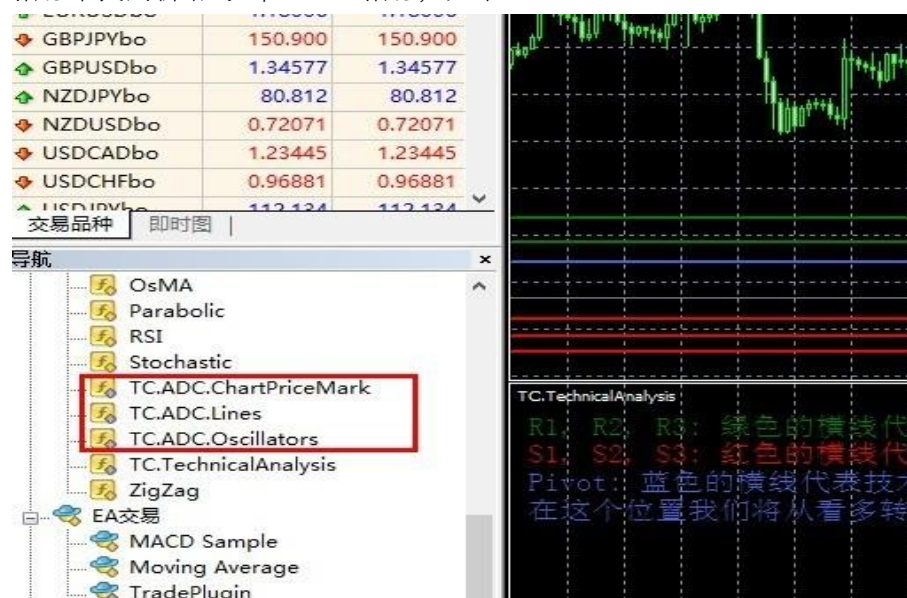 GBPJPYbo 150.900 150.900
GBPUSDbo 1.34577 1.34577
NZDJPYbo 80.812 80.812
NZDUSDbo 0.72071 0.72071
USDCADbo 1.23445 1.23445
USDCHFbo 0.96881 0.96881
USDJPYbo 112.134 112.134
交易品种 即时图
导航
OsMA
Parabolic
RSI
Stochastic
TC.ADC.ChartPriceMark
TC.ADC.Lines
TC.ADC.Oscillators
TC.TechnicalAnalysis
ZigZag
EA交易
MACD Sample
Moving Average
TradePlugin
TC.TechnicalAnalysis
R1, R2, R3: 绿色的横线代
S1, S2, S3: 红色的横线代
Pivot: 蓝色的横线代表技
在这个位置我们将从看多转